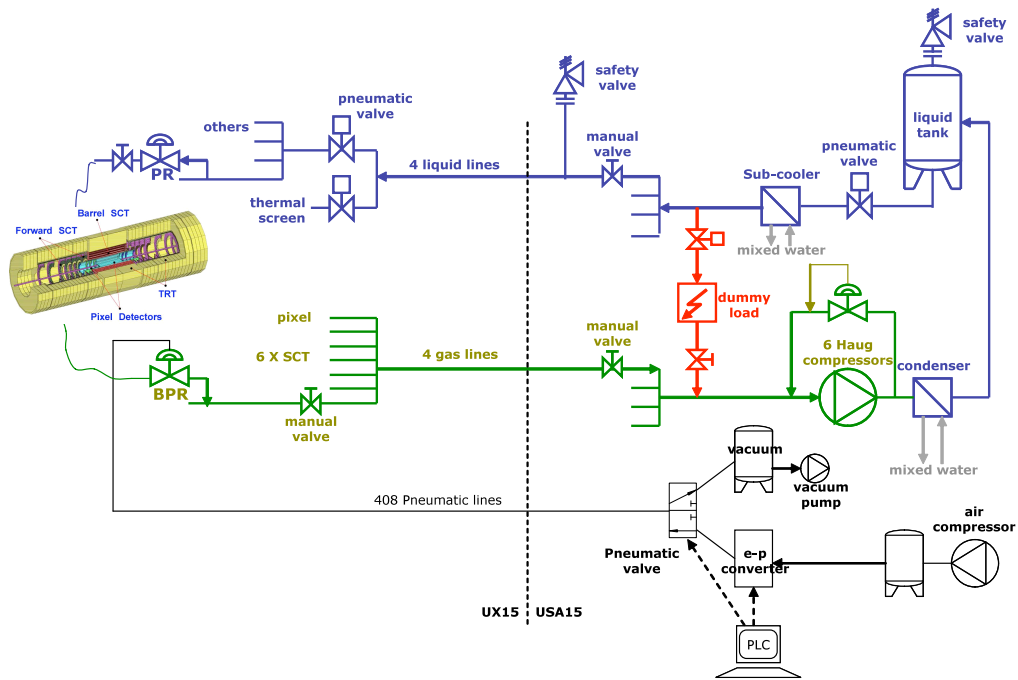 safety
valve
safety
valve
pneumatic
valve
others
manual
valve
liquid
tank
pneumatic
valve
4 liquid lines
PR
Sub-cooler
thermal
screen
Barrel SCT
Forward SCT
mixed water
TRT
Pixel Detectors
dummy
load
pixel
manual
valve
6 X SCT
4 gas lines
6 Haug
compressors
condenser
BPR
manual
valve
vacuum
mixed water
vacuum
pump
408 Pneumatic lines
air
compressor
Pneumatic
valve
e-p
converter
UX15
USA15
PLC